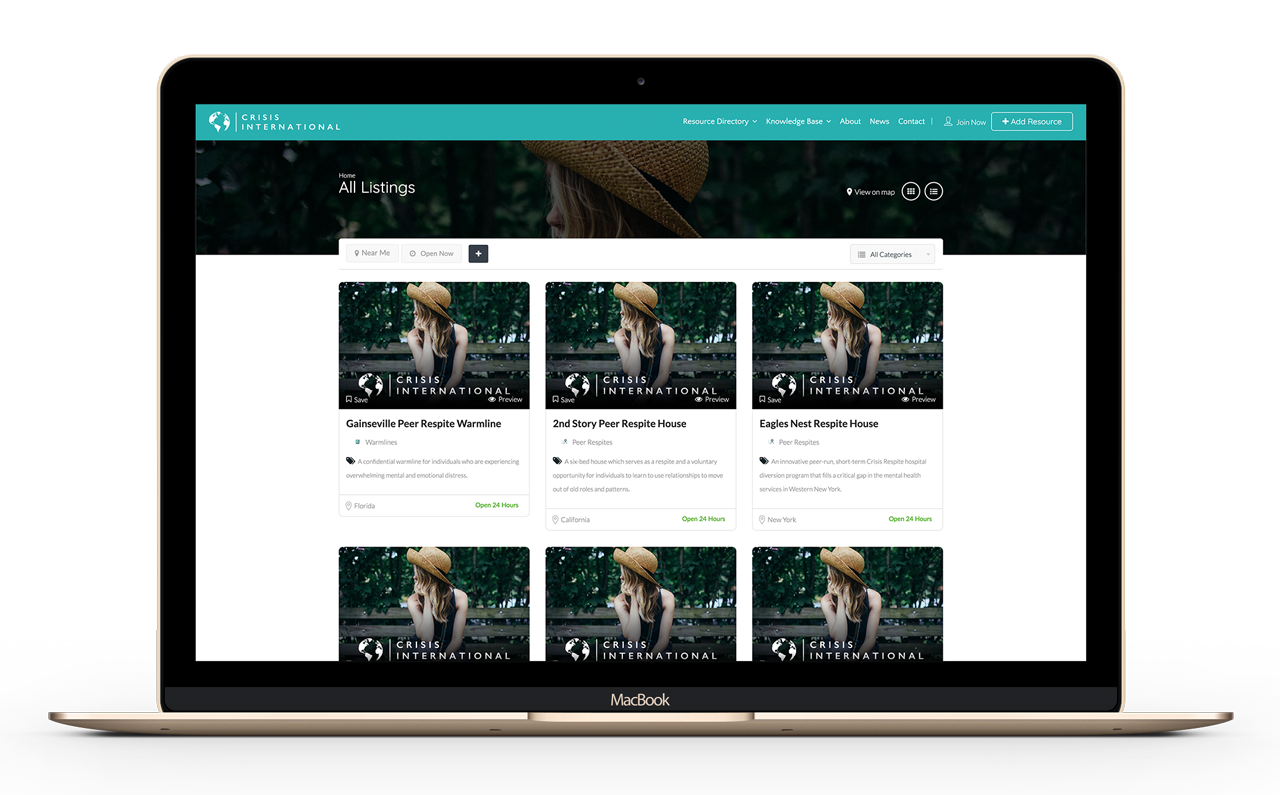 CRISIS
INTERNATIONAL
Resource Directory Knowledge Base About News Contact | Join Now + Add Resource
Home
All Listings
View on map
Near Me Open Now + All Categories
CRISIS
INTERNATIONAL
Save Preview
CRISIS
INTERNATIONAL
Save Preview
CRISIS
INTERNATIONAL
Save Preview
Gainseville Peer Respite Warmline
Warmlines
A confidential warmline for individuals who are experiencing
overwhelming mental and emotional distress.
Florida Open 24 Hours
2nd Story Peer Respite House
Peer Respites
A six-bed house which serves as a respite and a voluntary
opportunity for individuals to learn to use relationships to move
out of old roles and patterns.
California Open 24 Hours
Eagles Nest Respite House
Peer Respites
An innovative peer-run, short-term Crisis Respite hospital
diversion program that fills a critical gap in the mental health
services in Western New York.
New York Open 24 Hours
CRISIS
INTERNATIONAL
CRISIS
INTERNATIONAL
CRISIS
INTERNATIONAL
MacBook